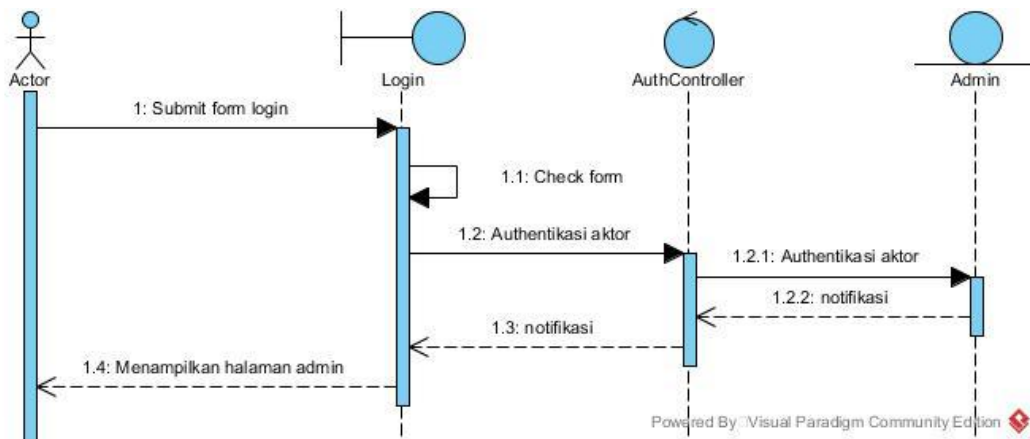 Actor
Login
AuthController
Admin
1: Submit form login
1.1: Check form
1.2: Authentikasi aktor
1.2.1: Authentikasi aktor
1.2.2: notifikasi
1.3: notifikasi
1.4: Menampilkan halaman admin
Powered By Visual Paradigm Community Edition